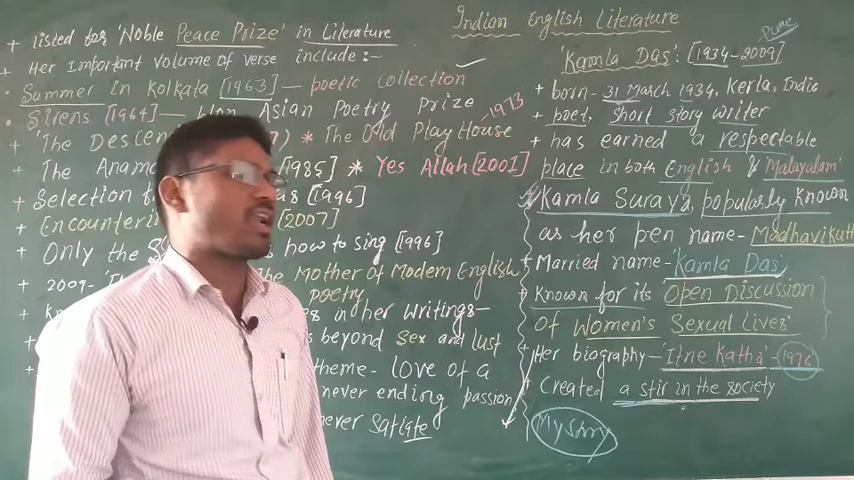 Indian English Literature
Pune
'Kamla Das': [1934-2009]
+ born- 31 March 1934, Kerla, India
+ poet, short story writer
+ has earned a respectable
place in both English & 'Malayalam'
Kamla Suraya, popularly known
as her pen name- Madhavikutt
+ Married name- 'Kamla Das'
+ Known for its Open Discussion
Of Women's Sexual Lives'
+ Her biography- 'Itne Katha' - 1976
+ Created a stir in the society
My story
+ listed for 'Noble Peace Prize' in Literature
+ Her Important volume of verse include :-
Summer in Kolkata [1963] - poetic collection
Sirens [1964] - Asian Poetry Prize
+ 'The Descen 7) * The Old PlayHouse -1973
+ The Anama [1985] * Yes Allah [2001]
+ Selection as [1996]
+ Encounterin [2007]
+ Only the S s how to sing [1996]
+ 2009- 'The Mother of Modern English
poetry
es in her writings-
s beyond Sex and lust
theme- love of a
never ending passion
never satiate